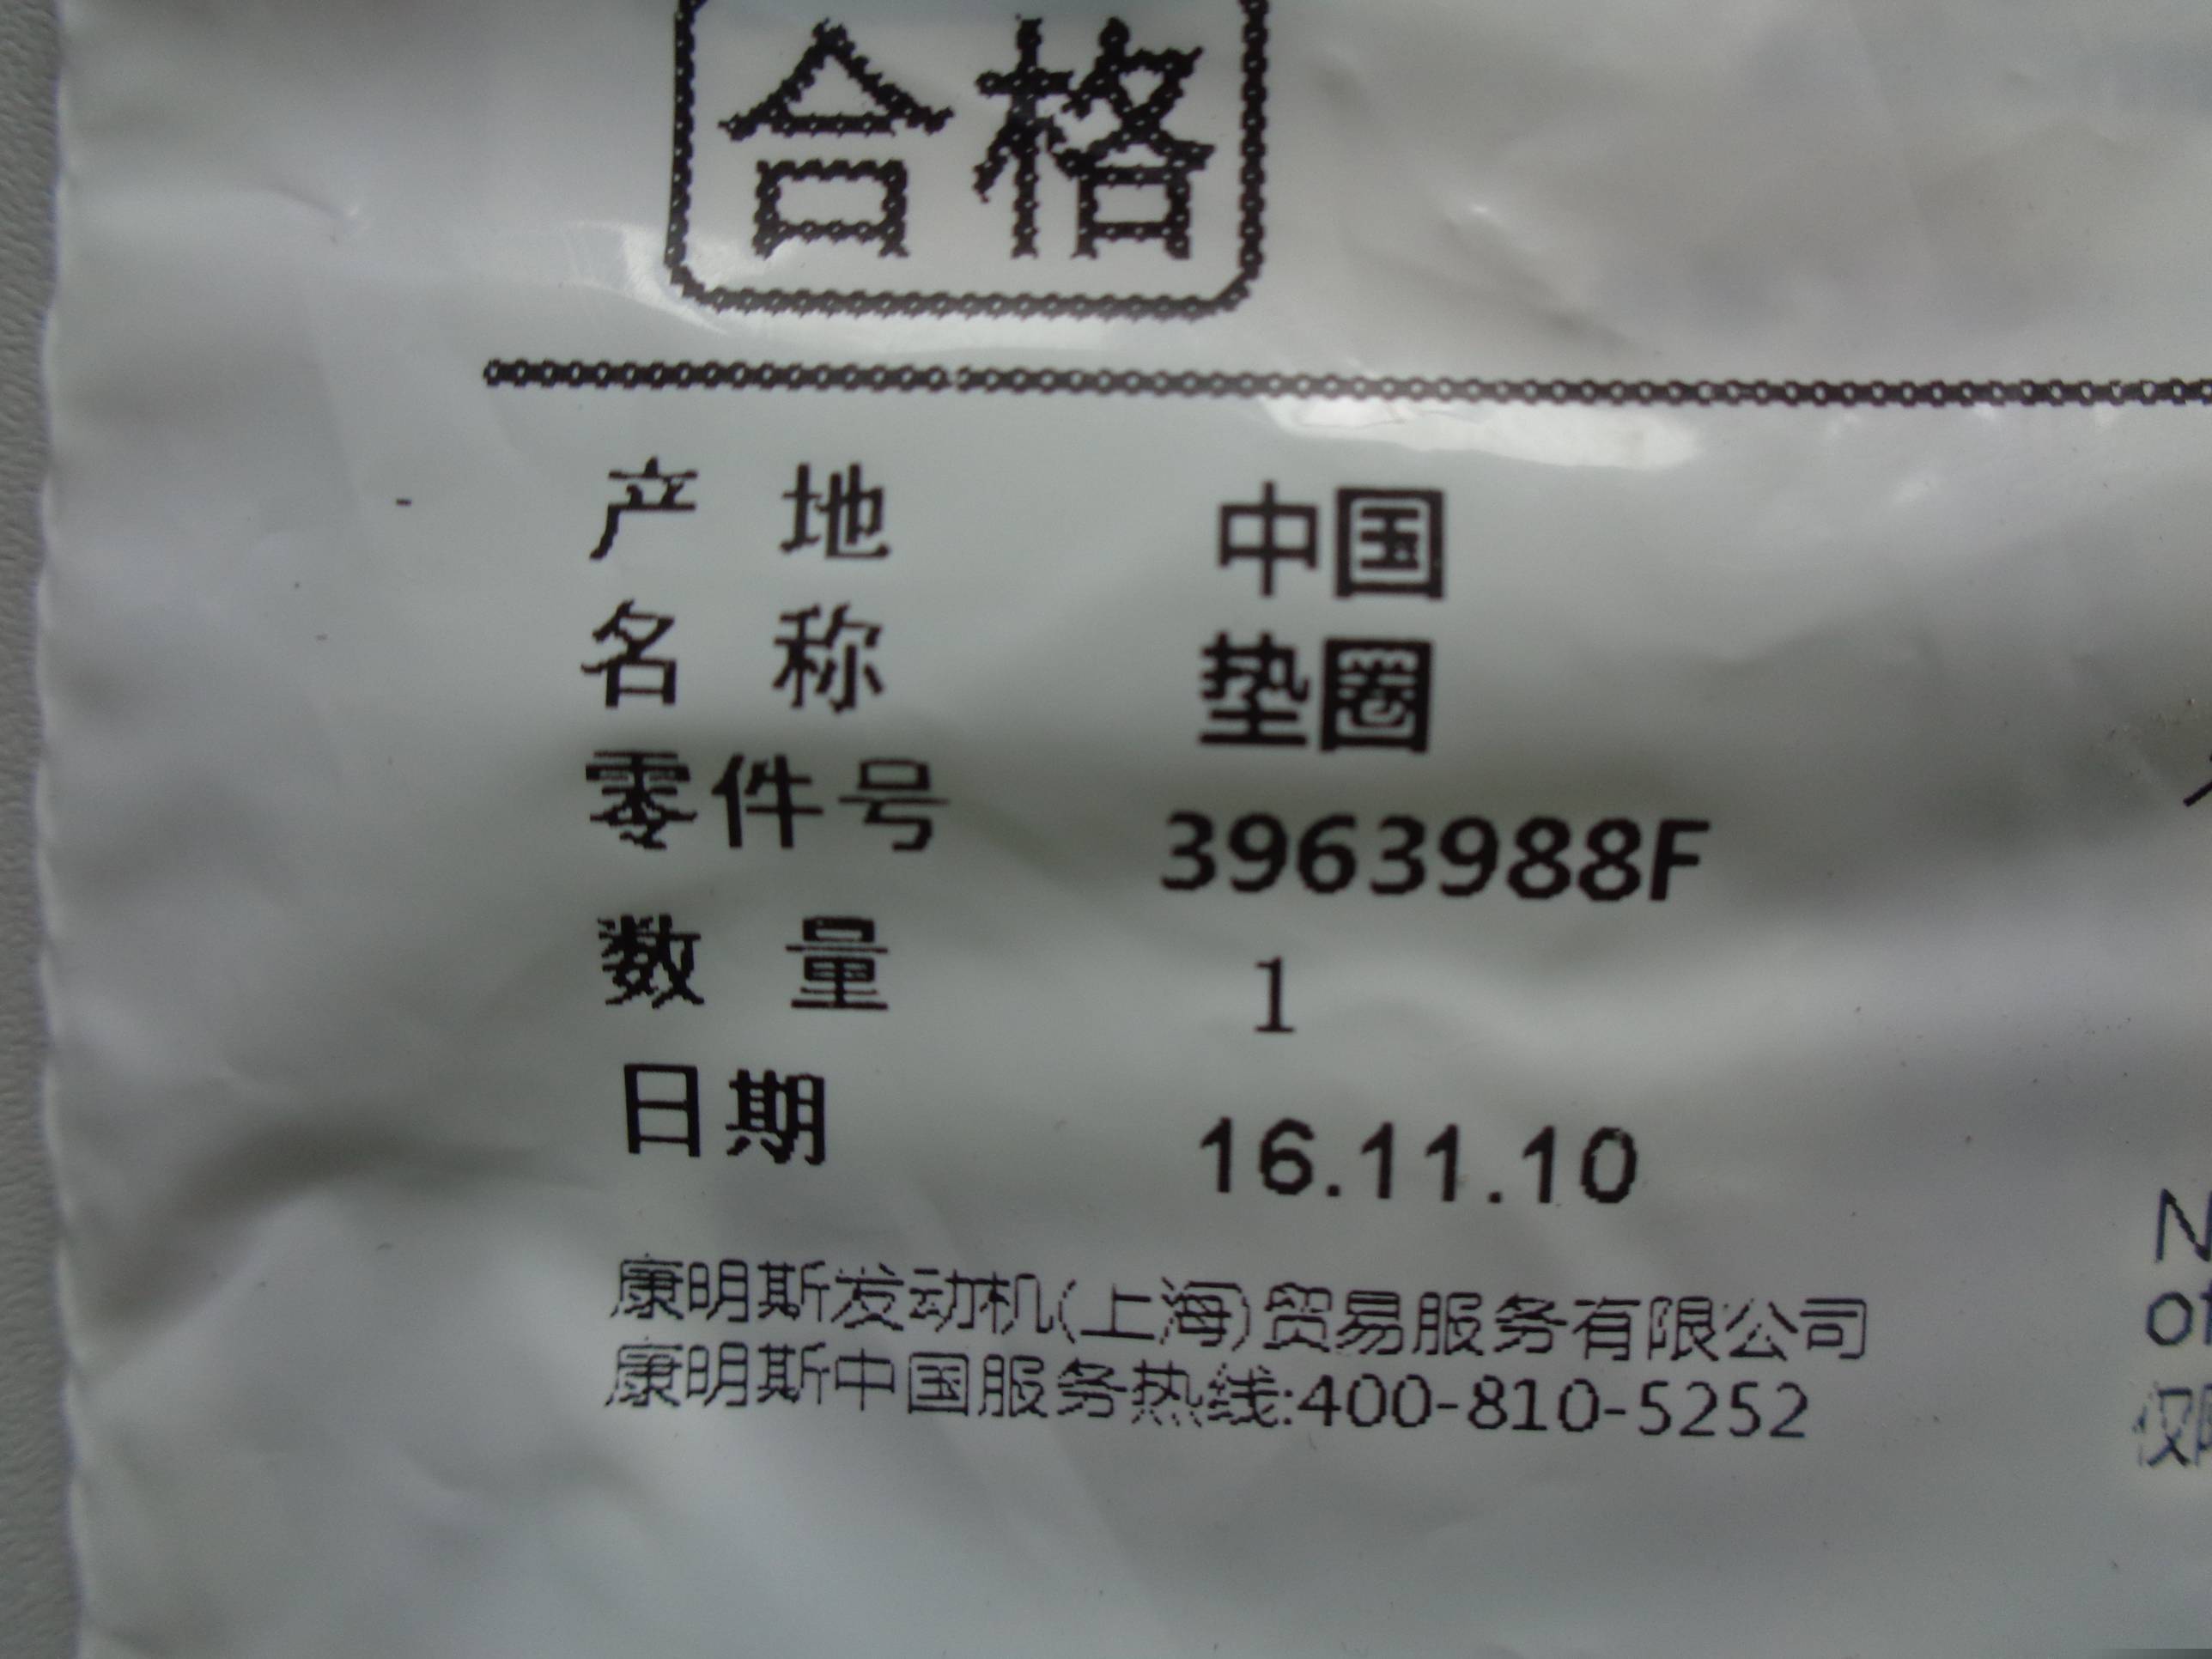 合格
产地 中国
名称 垫圈
零件号 3963988F
数量 1
日期 16.11.10
康明斯发动机(上海)贸易服务有限公司
康明斯中国服务热线:400-810-5252